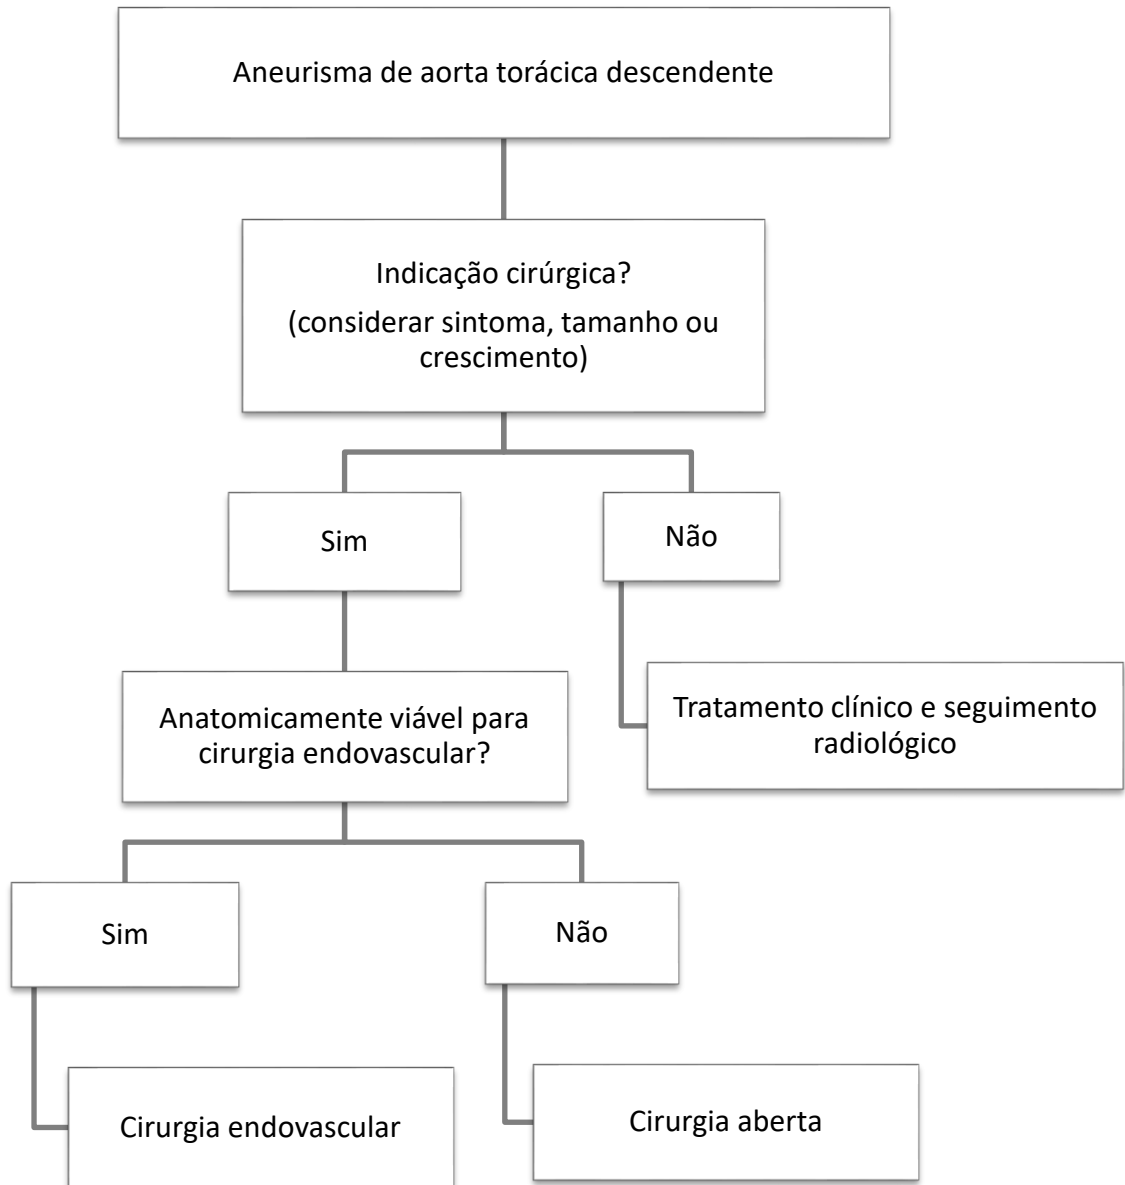 Aneurisma de aorta torácica descendente
Indicação cirúrgica?
(considerar sintoma, tamanho ou
crescimento)
Sim
Não
Anatomicamente viável para
cirurgia endovascular?
Tratamento clínico e seguimento
radiológico
Sim
Não
Cirurgia endovascular
Cirurgia aberta